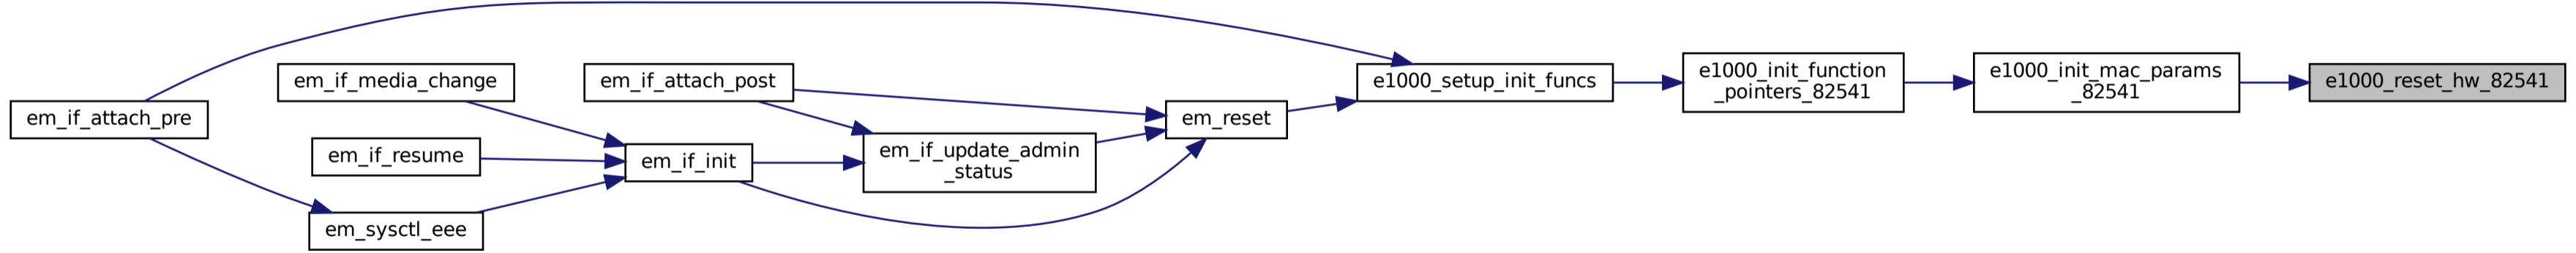 em_if_attach_pre
em_if_media_change
em_if_resume
em_sysctl_eee
em_if_attach_post
em_if_init
em_if_update_admin
_status
em_reset
e1000_setup_init_funcs
e1000_init_function
_pointers_82541
e1000_init_mac_params
_82541
e1000_reset_hw_82541